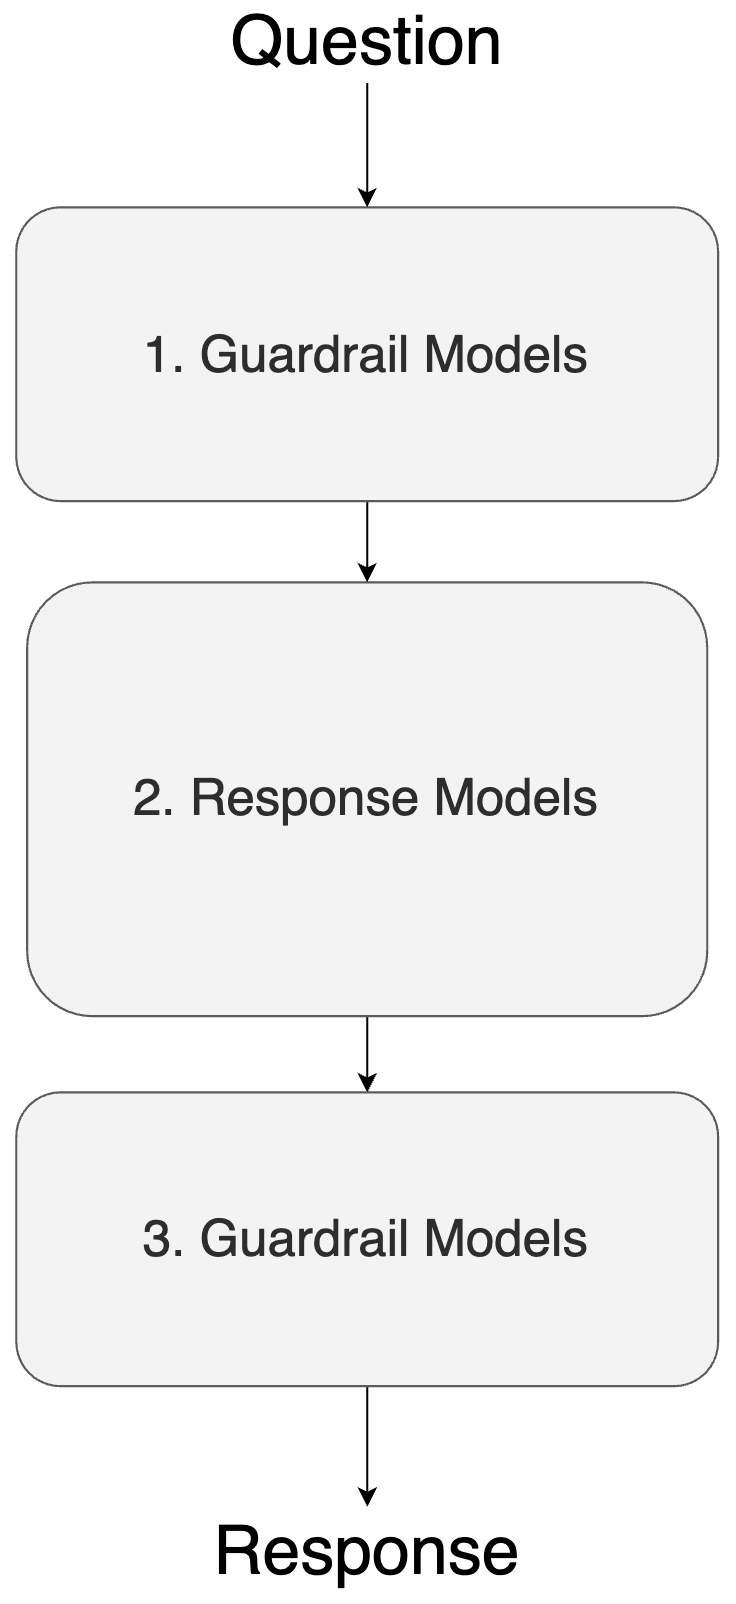 Question
1. Guardrail Models
2. Response Models
3. Guardrail Models
Response